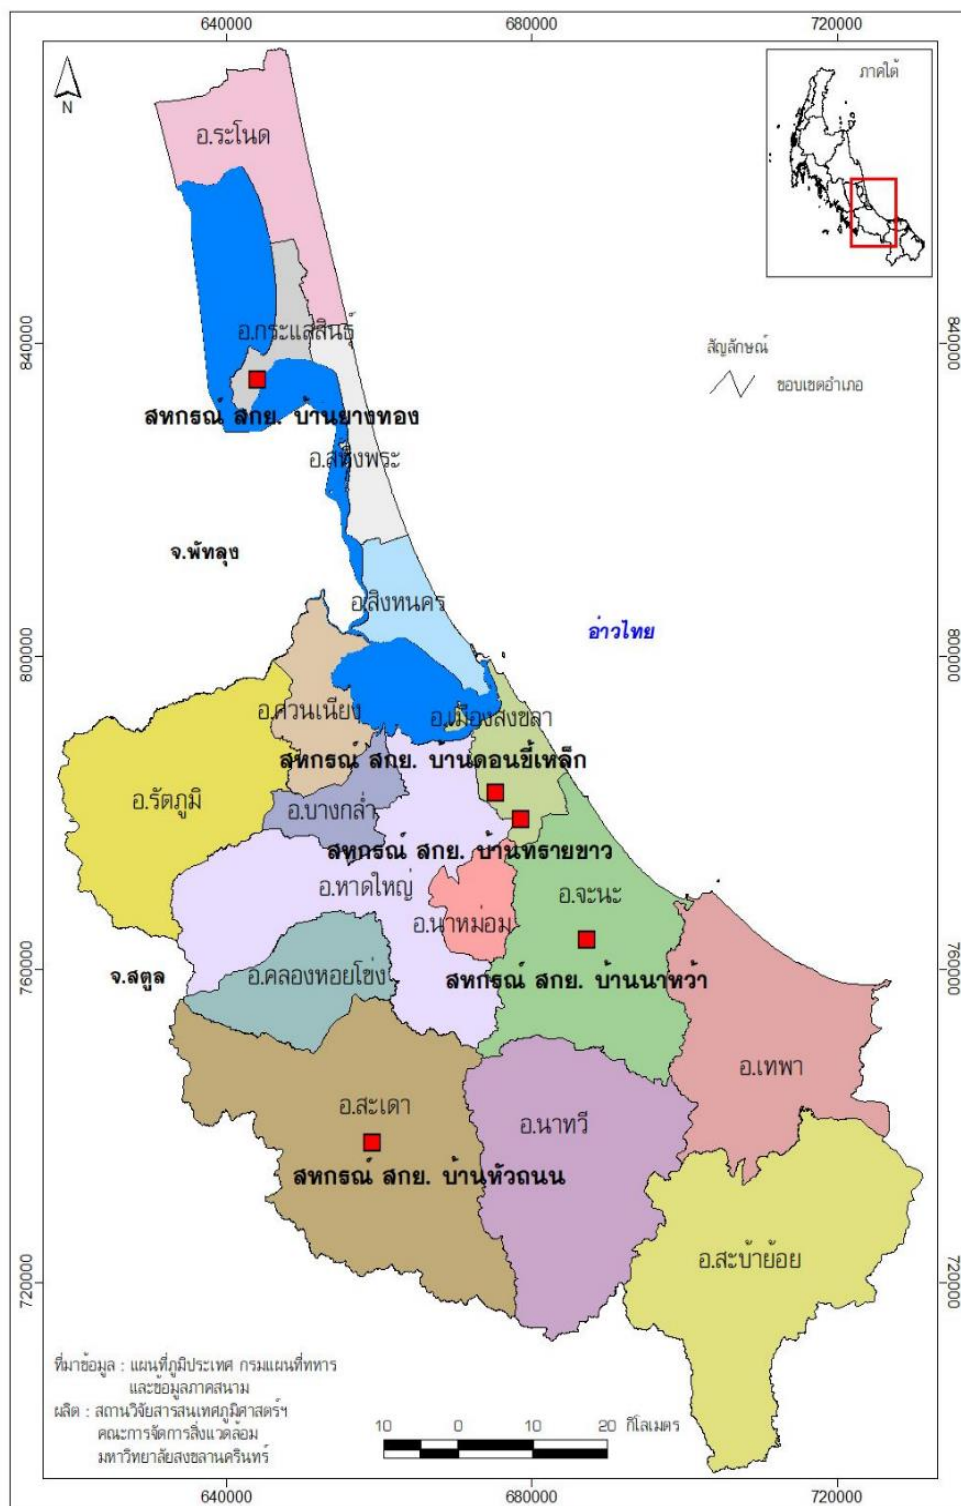 640000 680000 720000
N
ภาคใต้
อ.ระโนด
840000 840000
อ.กระแสสินธุ์
สัญลักษณ์
ขอบเขตอำเภอ
สหกรณ์ สกย. บ้านยางทอง
อ.สทิงพระ
จ.พัทลุง
อ.สิงหนคร
อ่าวไทย
800000 800000
อ.ควนเนียง
อ.เมืองสงขลา
สหกรณ์ สกย. บ้านดอนขี้เหล็ก
อ.รัตภูมิ
อ.บางกล่ำ
สหกรณ์ สกย. บ้านทรายขาว
อ.หาดใหญ่
อ.จะนะ
อ.นาหม่อม
จ.สตูล
อ.คลองหอยโข่ง
สหกรณ์ สกย. บ้านนาหว้า
760000 760000
อ.เทพา
อ.สะเดา
อ.นาทวี
สหกรณ์ สกย. บ้านหัวถนน
อ.สะบ้าย้อย
720000 720000
ที่มาข้อมูล : แผนที่ภูมิประเทศ กรมแผนที่ทหาร
และข้อมูลภาคสนาม
ผลิต : สถานวิจัยสารสนเทศภูมิศาสตร์ฯ
คณะการจัดการสิ่งแวดล้อม
มหาวิทยาลัยสงขลานครินทร์
10 0 10 20 กิโลเมตร
640000 680000 720000